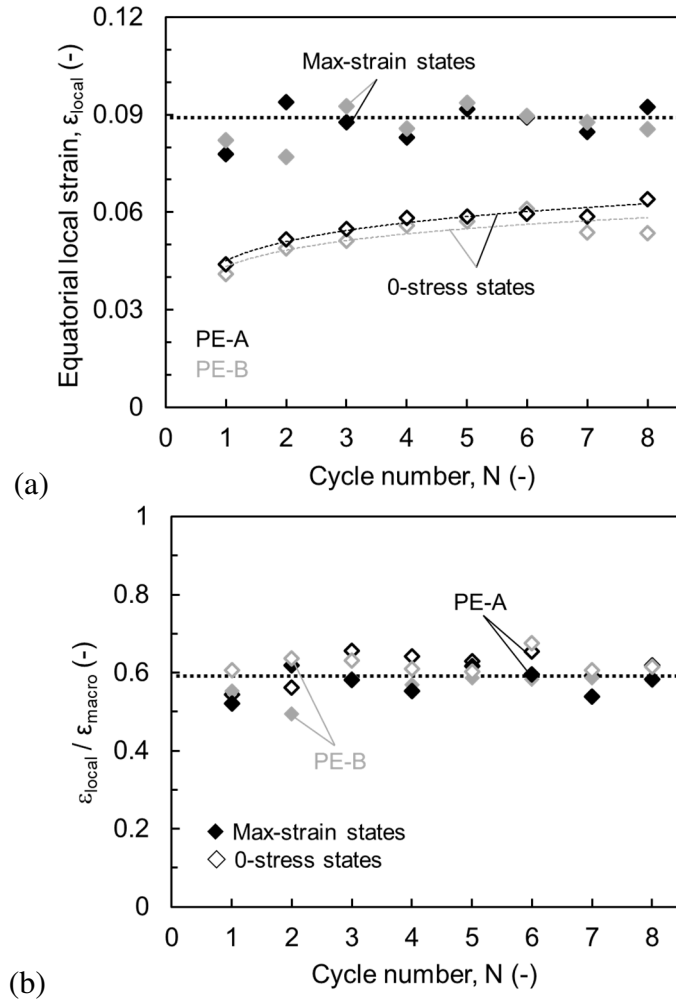 0.12
0.09
0.06
0.03
0
Equatorial local strain, ε_local (-)
Max-strain states
0-stress states
PE-A
PE-B
0 1 2 3 4 5 6 7 8
Cycle number, N (-)
(a)
1
0.8
0.6
0.4
0.2
0
ε_local / ε_macro (-)
PE-A
PE-B
Max-strain states
0-stress states
0 1 2 3 4 5 6 7 8
Cycle number, N (-)
(b)